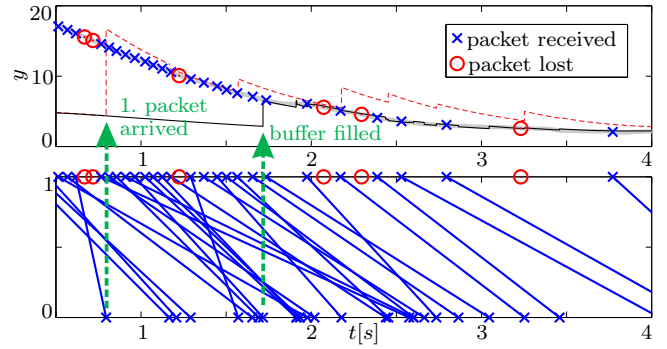 20
10
0
y
packet received
packet lost
1. packet
arrived
buffer filled
1
2
3
4
1
0
1
2
t[s]
3
4